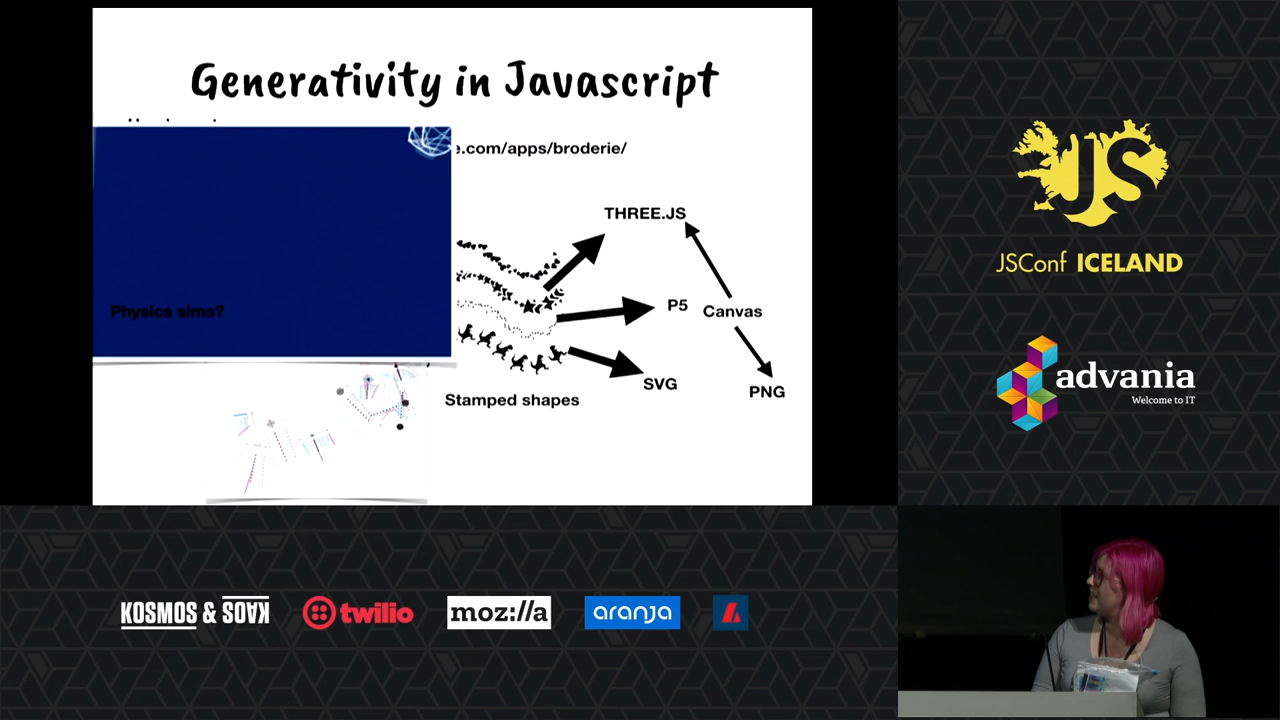 Generativity in Javascript
e.com/apps/broderie/
THREE.JS
Physics sims?
P5
Canvas
SVG
PNG
Stamped shapes
JS
JSConf ICELAND
advania
Welcome to IT
KOSMOS & KAOS
twilio
moz://a
aranja